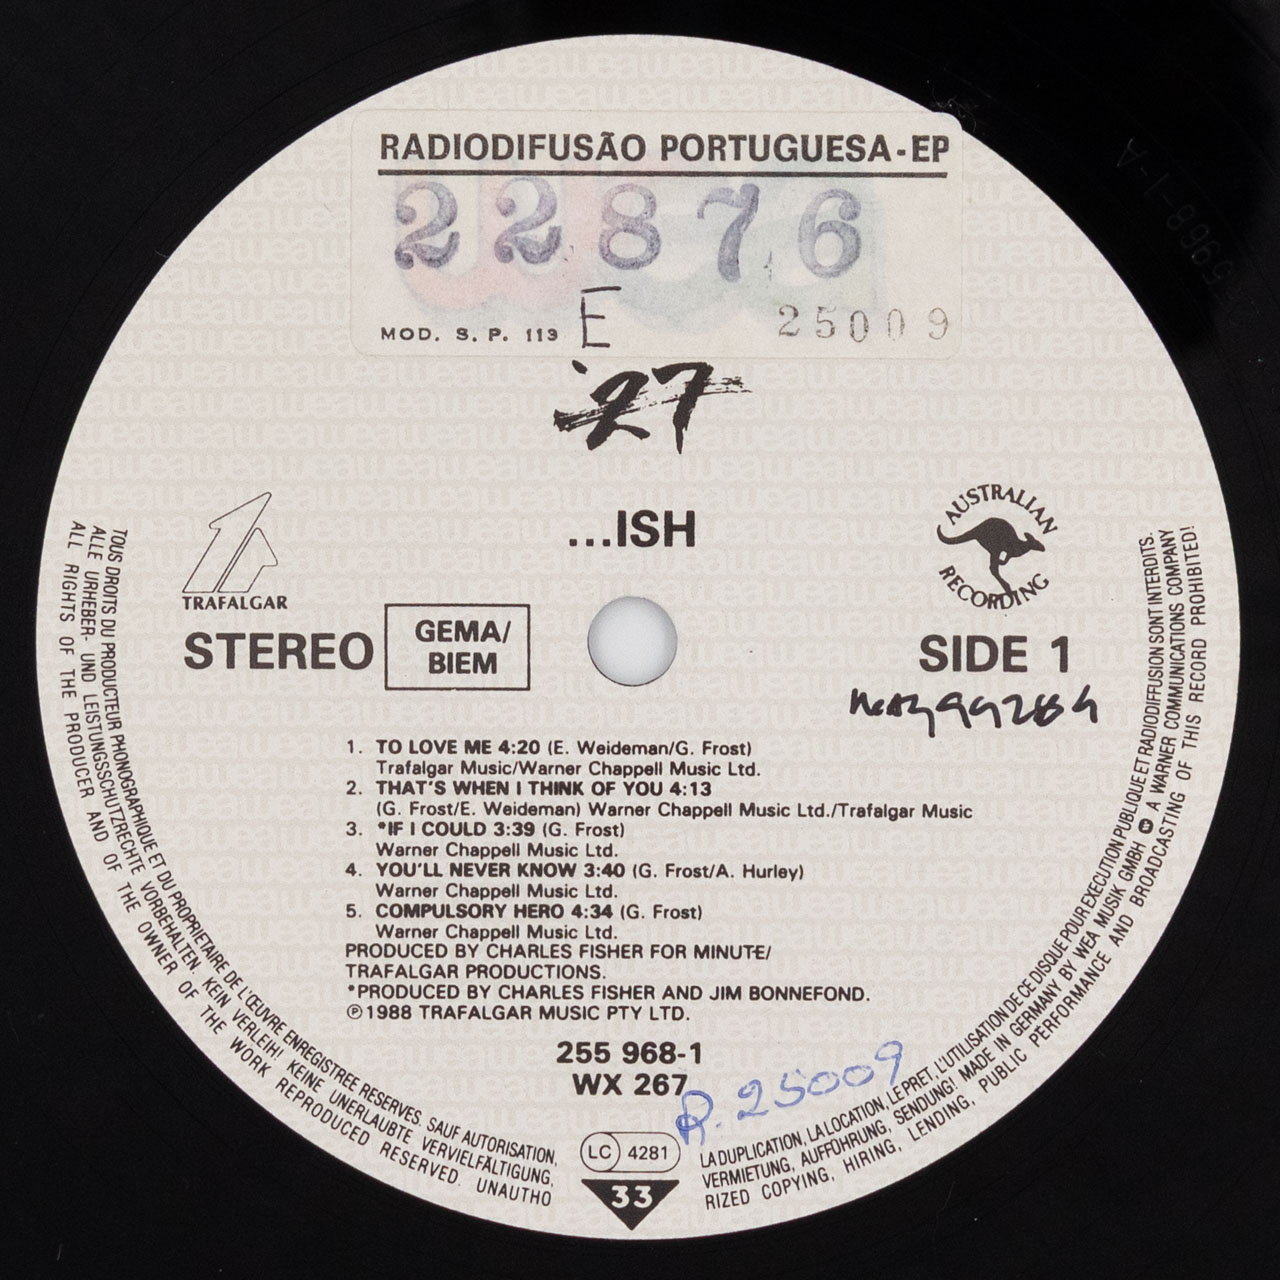 RADIODIFUSÃO PORTUGUESA-EP
22876
MOD. S. P. 113 E 25009
'27
...ISH
TRAFALGAR
AUSTRALIAN
RECORDING
STEREO
GEMA/
BIEM
SIDE 1
99284
1. TO LOVE ME 4:20 (E. Weideman/G. Frost)
Trafalgar Music/Warner Chappell Music Ltd.
2. THAT'S WHEN I THINK OF YOU 4:13
(G. Frost/E. Weideman) Warner Chappell Music Ltd./Trafalgar Music
3. *IF I COULD 3:39 (G. Frost)
Warner Chappell Music Ltd.
4. YOU'LL NEVER KNOW 3:40 (G. Frost/A. Hurley)
Warner Chappell Music Ltd.
5. COMPULSORY HERO 4:34 (G. Frost)
Warner Chappell Music Ltd.
PRODUCED BY CHARLES FISHER FOR MINUTE/
TRAFALGAR PRODUCTIONS.
*PRODUCED BY CHARLES FISHER AND JIM BONNEFOND.
℗1988 TRAFALGAR MUSIC PTY LTD.
255 968-1
WX 267
R. 25009
LC 4281
33
TOUS DROITS DU PRODUCTEUR PHONOGRAPHIQUE ET DU PROPRIETAIRE DE L'ŒUVRE ENREGISTREE RESERVES. SAUF AUTORISATION, LA DUPLICATION, LA LOCATION, LE PRET, L'UTILISATION DE CE DISQUE POUR EXECUTION PUBLIQUE ET RADIODIFFUSION SONT INTERDITS.
ALLE URHEBER- UND LEISTUNGSSCHUTZRECHTE VORBEHALTEN. KEIN VERLEIH! KEINE UNERLAUBTE VERVIELFÄLTIGUNG, VERMIETUNG, AUFFÜHRUNG, SENDUNG! MADE IN GERMANY BY WEA MUSIK GMBH A WARNER COMMUNICATIONS COMPANY
ALL RIGHTS OF THE PRODUCER AND OF THE OWNER OF THE WORK REPRODUCED RESERVED. UNAUTHORIZED COPYING, HIRING, LENDING, PUBLIC PERFORMANCE AND BROADCASTING OF THIS RECORD PROHIBITED!
5968-1-A